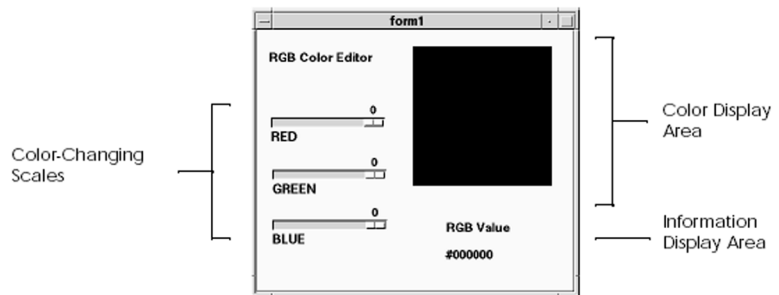 form1
RGB Color Editor
0
RED
0
GREEN
0
BLUE
RGB Value
#000000
Color-Changing
Scales
Color Display
Area
Information
Display Area